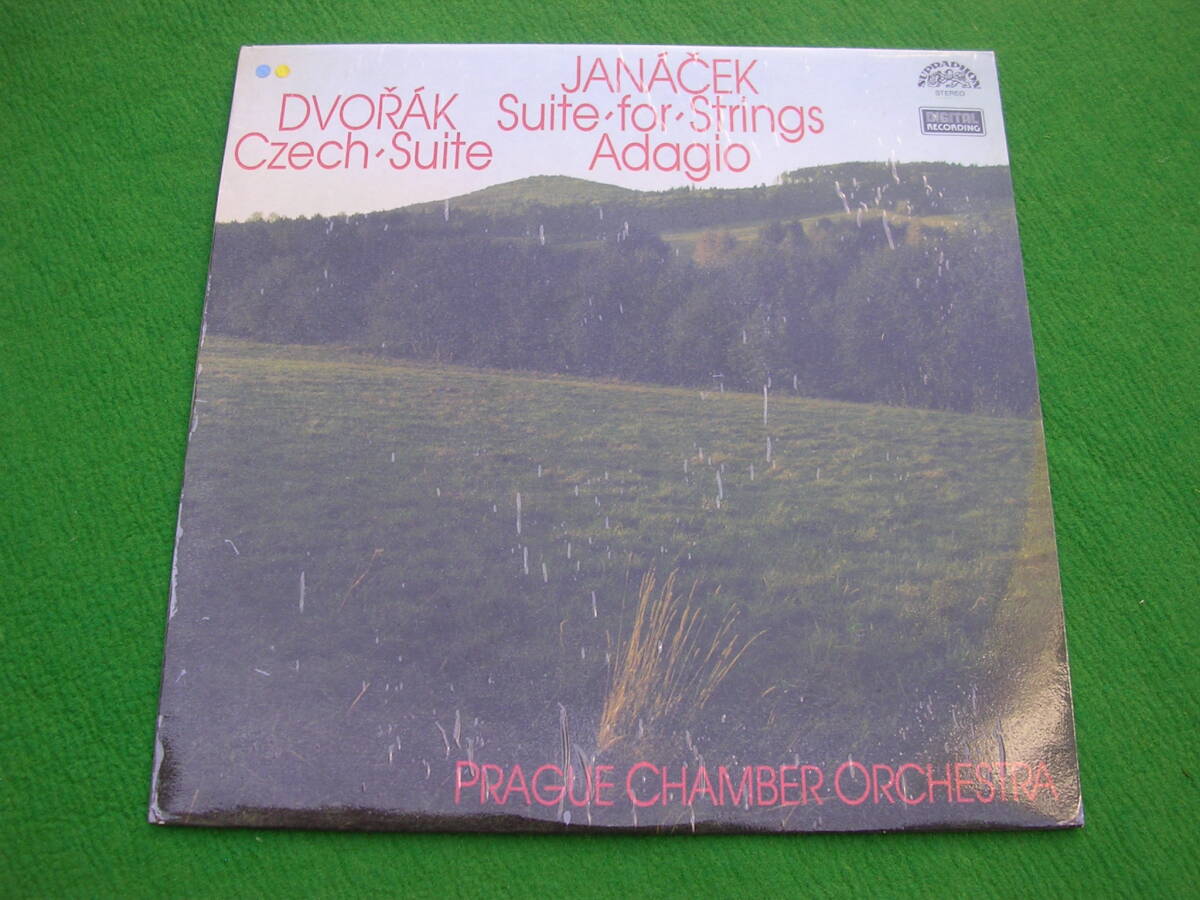 JANÁČEK
Suite·for·Strings
Adagio
DVOŘÁK
Czech·Suite
SUPRAPHON
STEREO
DIGITAL
RECORDING
PRAGUE CHAMBER ORCHESTRA